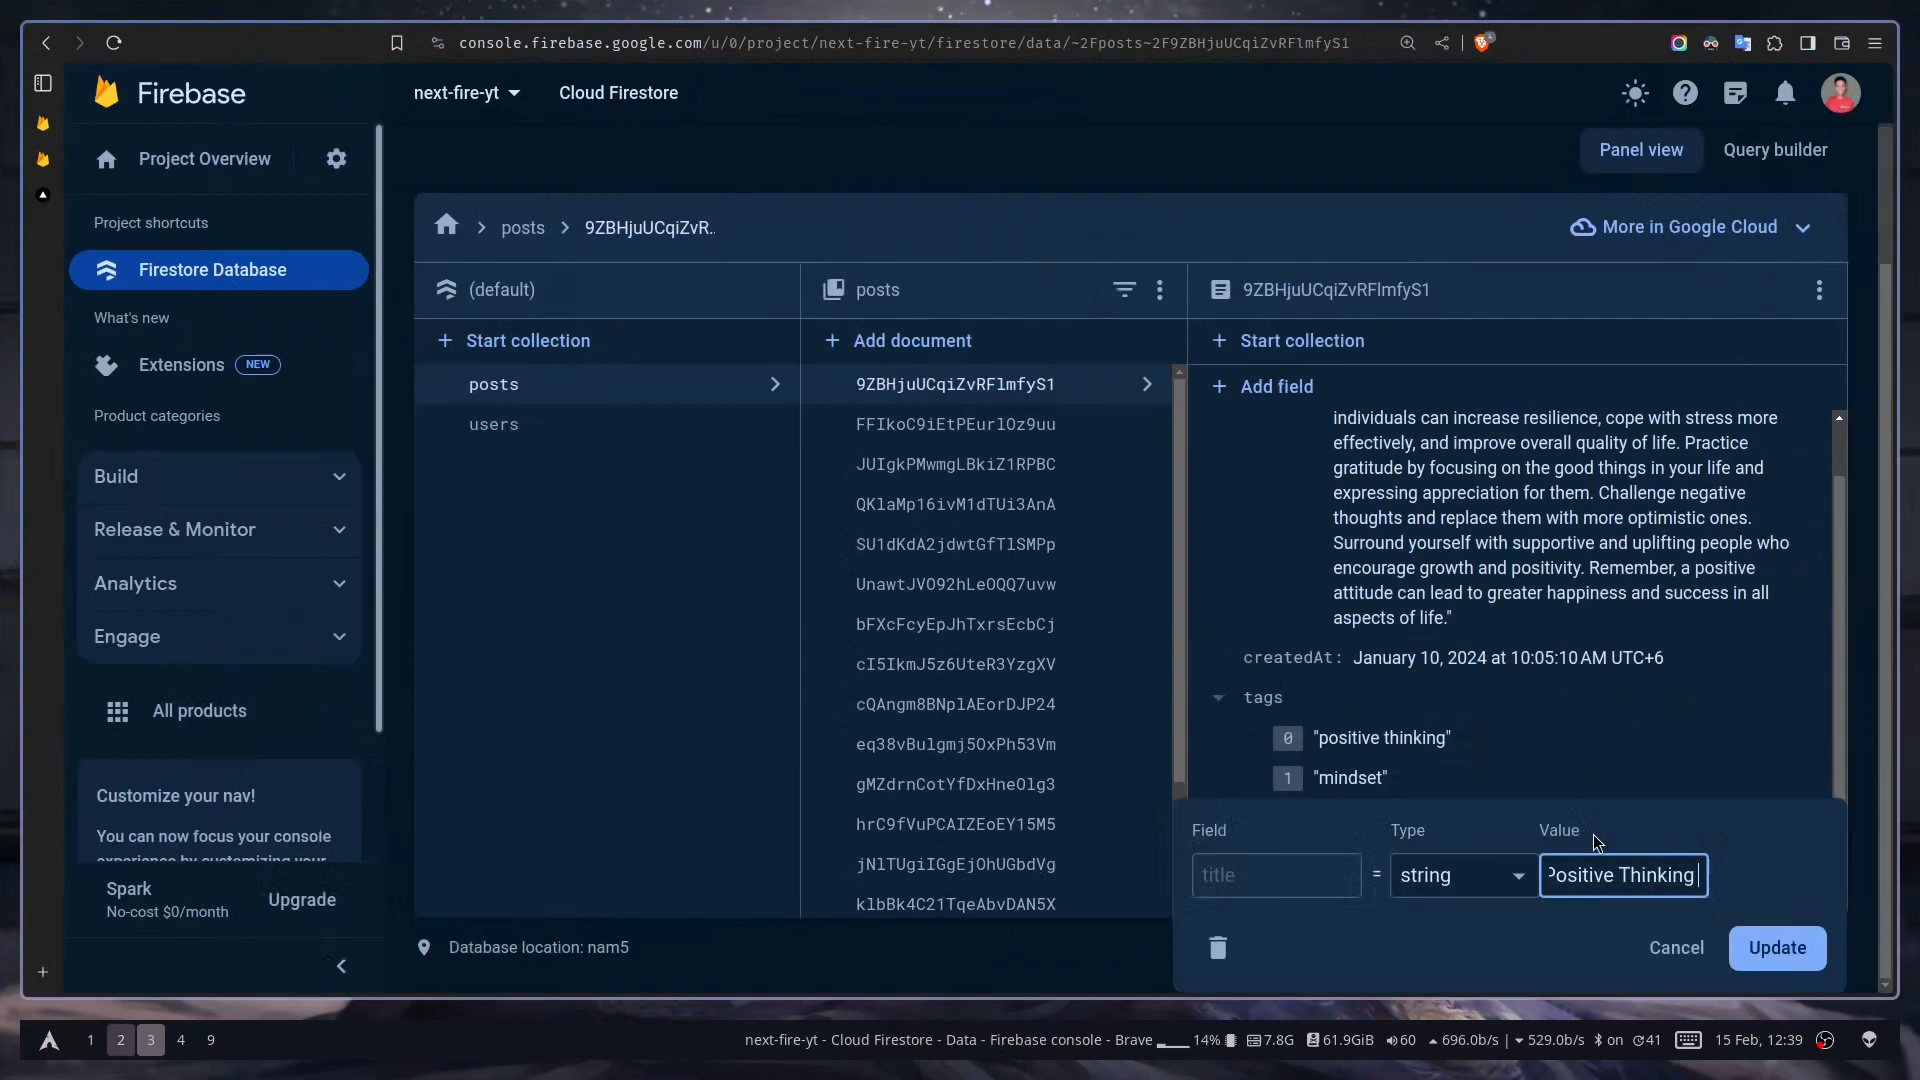 console.firebase.google.com/u/0/project/next-fire-yt/firestore/data/~2Fposts~2F9ZBHjuUCqiZvRFlmfyS1
Firebase
next-fire-yt
Cloud Firestore
Project Overview
Panel view
Query builder
Project shortcuts
posts
9ZBHjuUCqiZvR..
More in Google Cloud
Firestore Database
(default)
posts
9ZBHjuUCqiZvRFlmfyS1
What's new
+ Start collection
+ Add document
+ Start collection
Extensions NEW
posts
9ZBHjuUCqiZvRFlmfyS1
+ Add field
Product categories
users
FFIkoC9iEtPEurlOz9uu
individuals can increase resilience, cope with stress more
effectively, and improve overall quality of life. Practice
gratitude by focusing on the good things in your life and
expressing appreciation for them. Challenge negative
thoughts and replace them with more optimistic ones.
Surround yourself with supportive and uplifting people who
encourage growth and positivity. Remember, a positive
attitude can lead to greater happiness and success in all
aspects of life."
Build
JUIgkPMwmgLBkiZ1RPBC
QKlaMp16ivM1dTUi3AnA
Release & Monitor
SU1dKdA2jdwtGfTlSMPp
Analytics
UnawtJVO92hLeOQQ7uvw
bFXcFcyEpJhTxrsEcbCj
Engage
cI5IkmJ5z6UteR3YzgXV
createdAt: January 10, 2024 at 10:05:10 AM UTC+6
All products
cQAngm8BNplAEorDJP24
tags
eq38vBulgmj5OxPh53Vm
0 "positive thinking"
gMZdrnCotYfDxHneOlg3
1 "mindset"
Customize your nav!
You can now focus your console
experience by customizing your
hrC9fVuPCAIZEoEY15M5
Field
Type
Value
jNlTUgiIGgEjOhUGbdVg
title
=
string
Positive Thinking
Spark
No-cost $0/month
Upgrade
klbBk4C21TqeAbvDAN5X
Database location: nam5
Cancel
Update
1 2 3 4 9
next-fire-yt - Cloud Firestore - Data - Firebase console - Brave
14%
7.8G
61.9GiB
60
696.0b/s |
529.0b/s
on
41
15 Feb, 12:39